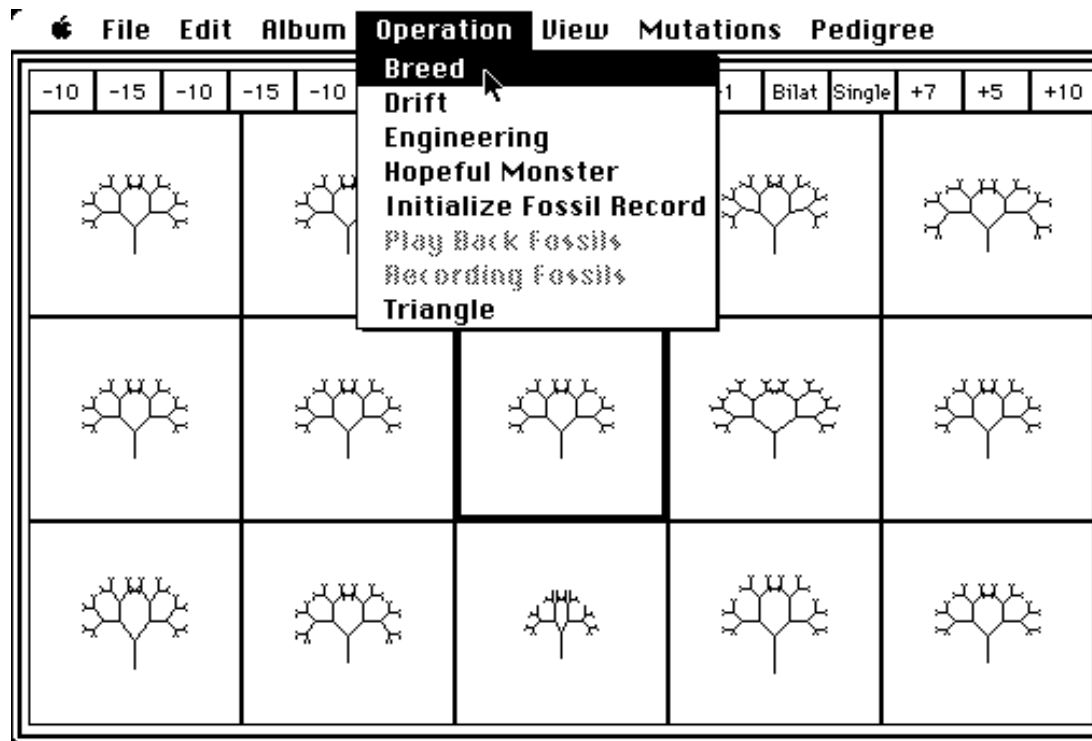 File Edit Album Operation View Mutations Pedigree
-10 -15 -10 -15 -10 -1 Bilat Single +7 +5 +10
Breed
Drift
Engineering
Hopeful Monster
Initialize Fossil Record
Play Back Fossils
Recording Fossils
Triangle